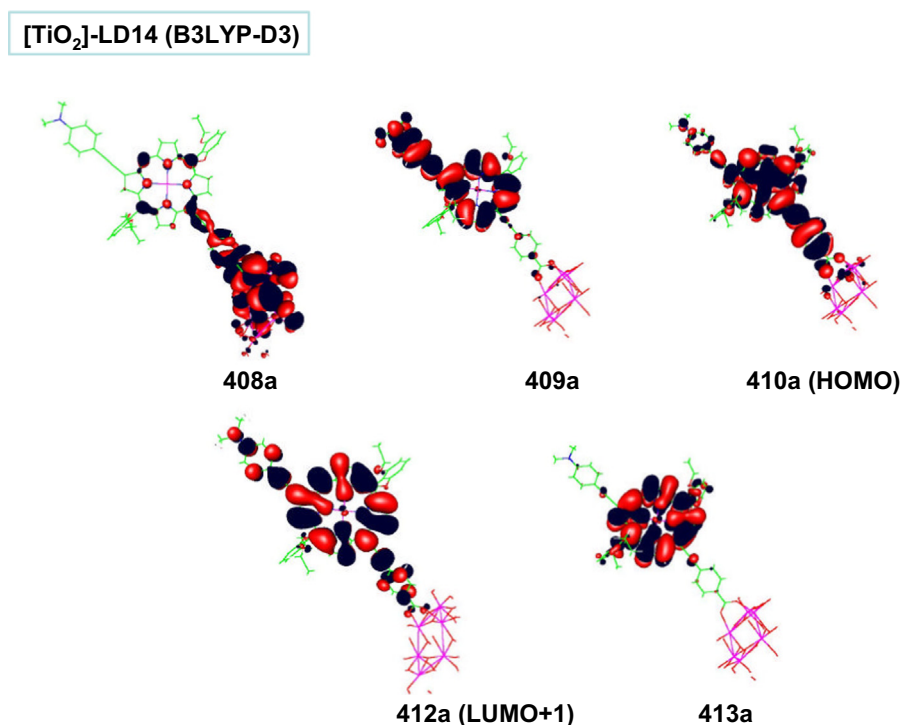 [TiO₂]-LD14 (B3LYP-D3)
408a
409a
410a (HOMO)
412a (LUMO+1)
413a